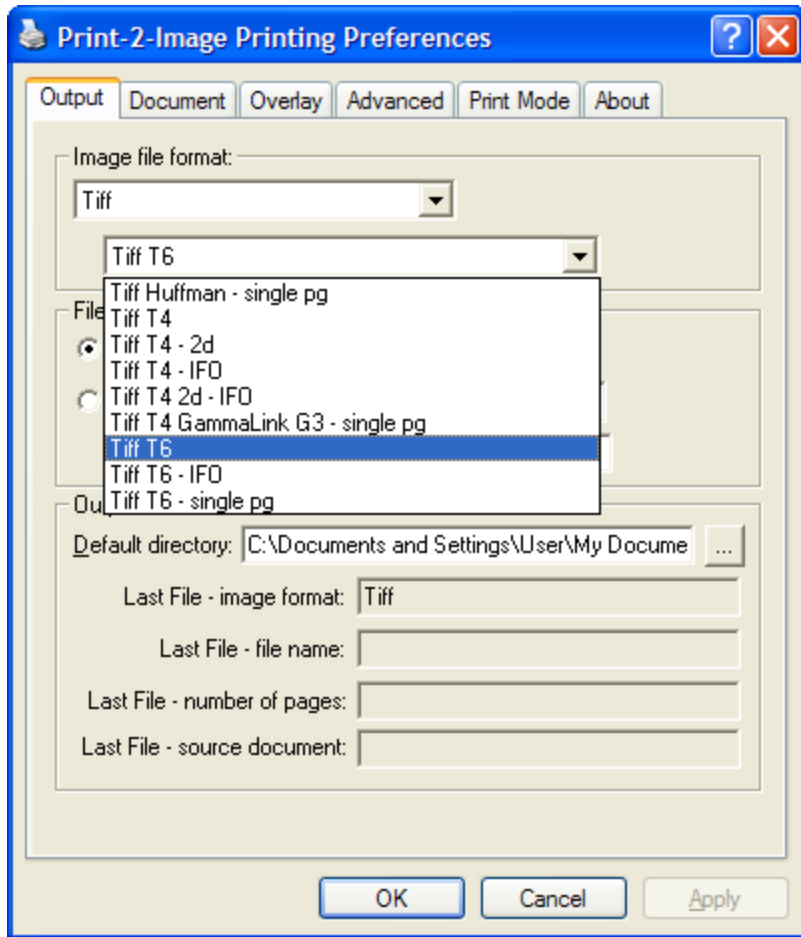 Print-2-Image Printing Preferences
Output Document Overlay Advanced Print Mode About
Image file format:
Tiff
Tiff T6
Tiff Huffman - single pg
File
Tiff T4
Tiff T4 - 2d
Tiff T4 - IFO
Tiff T4 2d - IFO
Tiff T4 GammaLink G3 - single pg
Tiff T6
Tiff T6 - IFO
Tiff T6 - single pg
Default directory: C:\Documents and Settings\User\My Docume ...
Last File - image format: Tiff
Last File - file name:
Last File - number of pages:
Last File - source document:
OK Cancel Apply